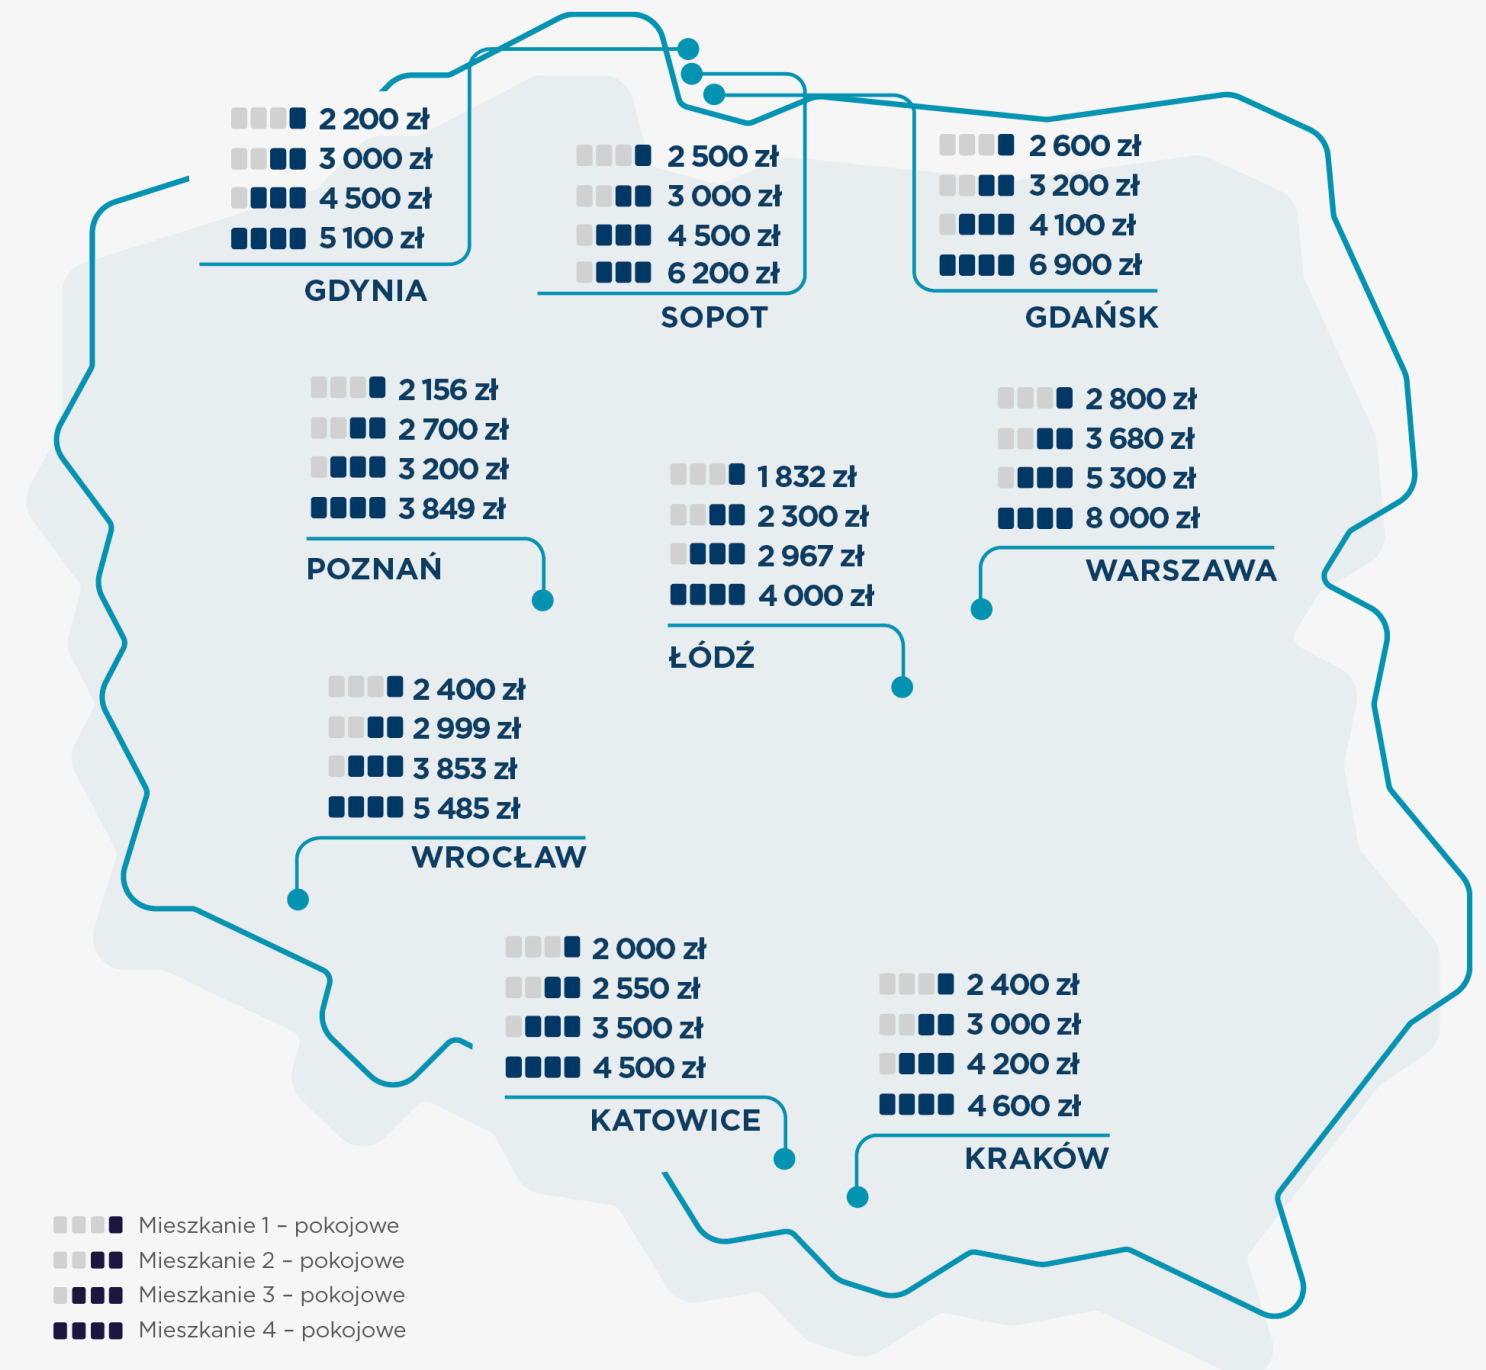 2 200 zł
3 000 zł
4 500 zł
5 100 zł
GDYNIA
2 500 zł
3 000 zł
4 500 zł
6 200 zł
SOPOT
2 600 zł
3 200 zł
4 100 zł
6 900 zł
GDAŃSK
2 156 zł
2 700 zł
3 200 zł
3 849 zł
POZNAŃ
1 832 zł
2 300 zł
2 967 zł
4 000 zł
ŁÓDŹ
2 800 zł
3 680 zł
5 300 zł
8 000 zł
WARSZAWA
2 400 zł
2 999 zł
3 853 zł
5 485 zł
WROCŁAW
2 000 zł
2 550 zł
3 500 zł
4 500 zł
KATOWICE
2 400 zł
3 000 zł
4 200 zł
4 600 zł
KRAKÓW
Mieszkanie 1 – pokojowe
Mieszkanie 2 – pokojowe
Mieszkanie 3 – pokojowe
Mieszkanie 4 – pokojowe